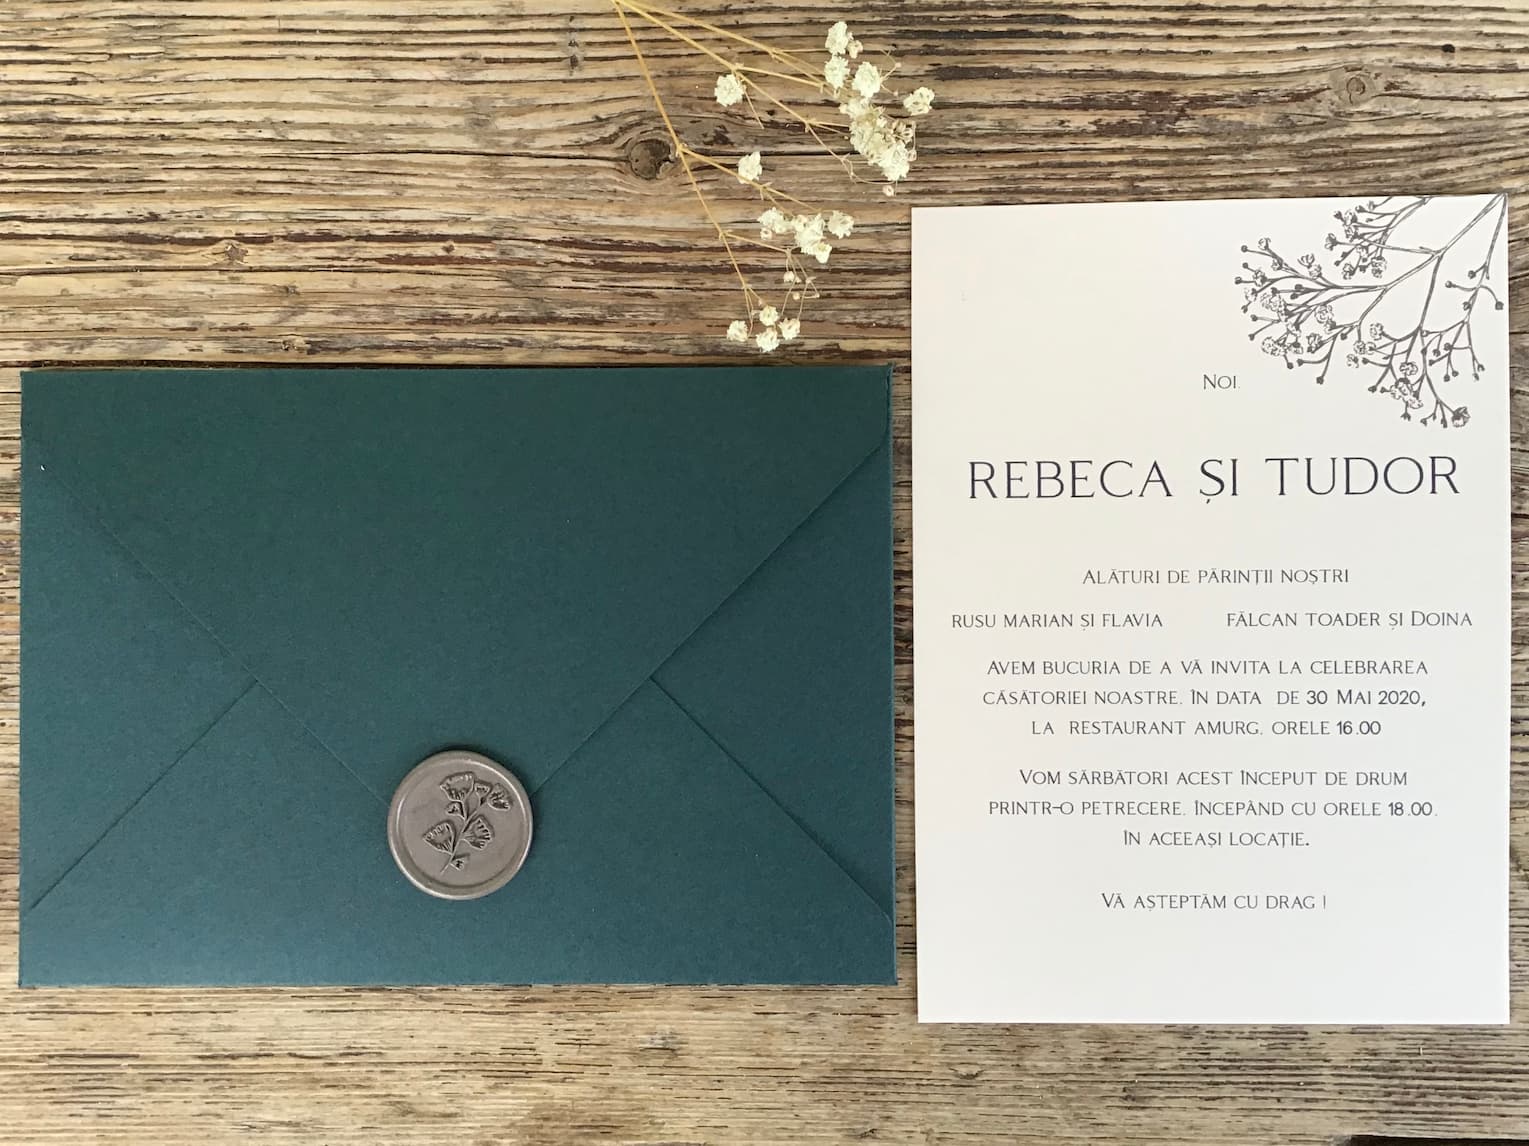 Noi,
REBECA ȘI TUDOR
ALĂTURI DE PĂRINȚII NOȘTRI
RUSU MARIAN ȘI FLAVIA FĂLCAN TOADER ȘI DOINA
AVEM BUCURIA DE A VĂ INVITA LA CELEBRAREA
CĂSĂTORIEI NOASTRE, ÎN DATA DE 30 MAI 2020,
LA RESTAURANT AMURG, ORELE 16.00
VOM SĂRBĂTORI ACEST ÎNCEPUT DE DRUM
PRINTR-O PETRECERE, ÎNCEPÂND CU ORELE 18.00,
ÎN ACEEAȘI LOCAȚIE.
VĂ AȘTEPTĂM CU DRAG !